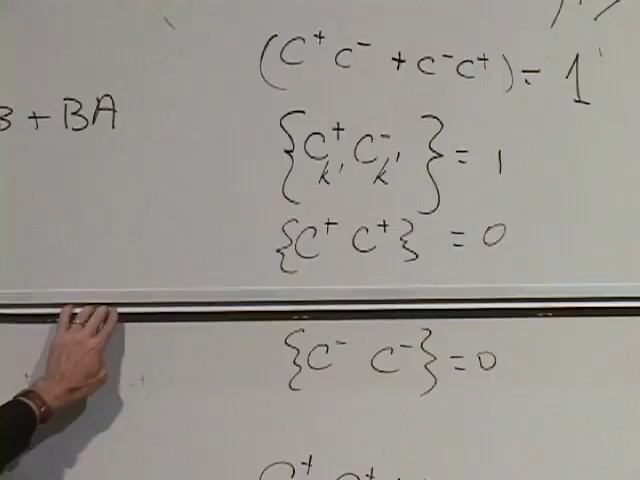 (C⁺ C⁻ + C⁻C⁺) = 1
B + BA
{C⁺ₖ' C⁻ₖ'} = 1
{C⁺ C⁺} = 0
{C⁻ C⁻} = 0
C⁺ C⁺